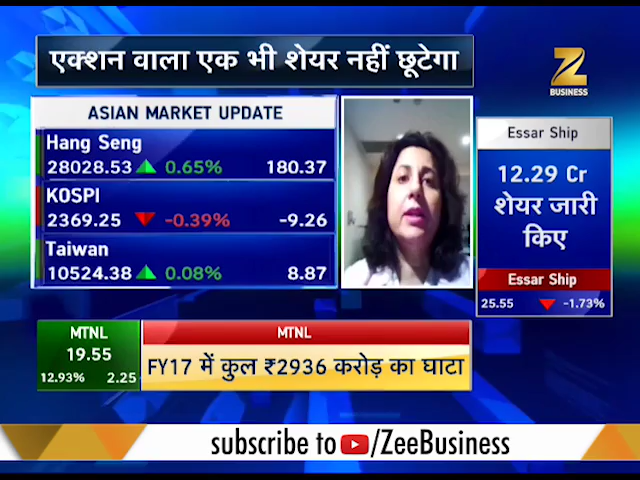 एक्शन वाला एक भी शेयर नहीं छूटेगा
Z
BUSINESS
ASIAN MARKET UPDATE
Hang Seng
28028.53 0.65% 180.37
KOSPI
2369.25 -0.39% -9.26
Taiwan
10524.38 0.08% 8.87
Essar Ship
12.29 Cr
शेयर जारी
किए
Essar Ship
25.55 -1.73%
MTNL
19.55
12.93% 2.25
MTNL
FY17 में कुल ₹2936 करोड़ का घाटा
subscribe to /ZeeBusiness